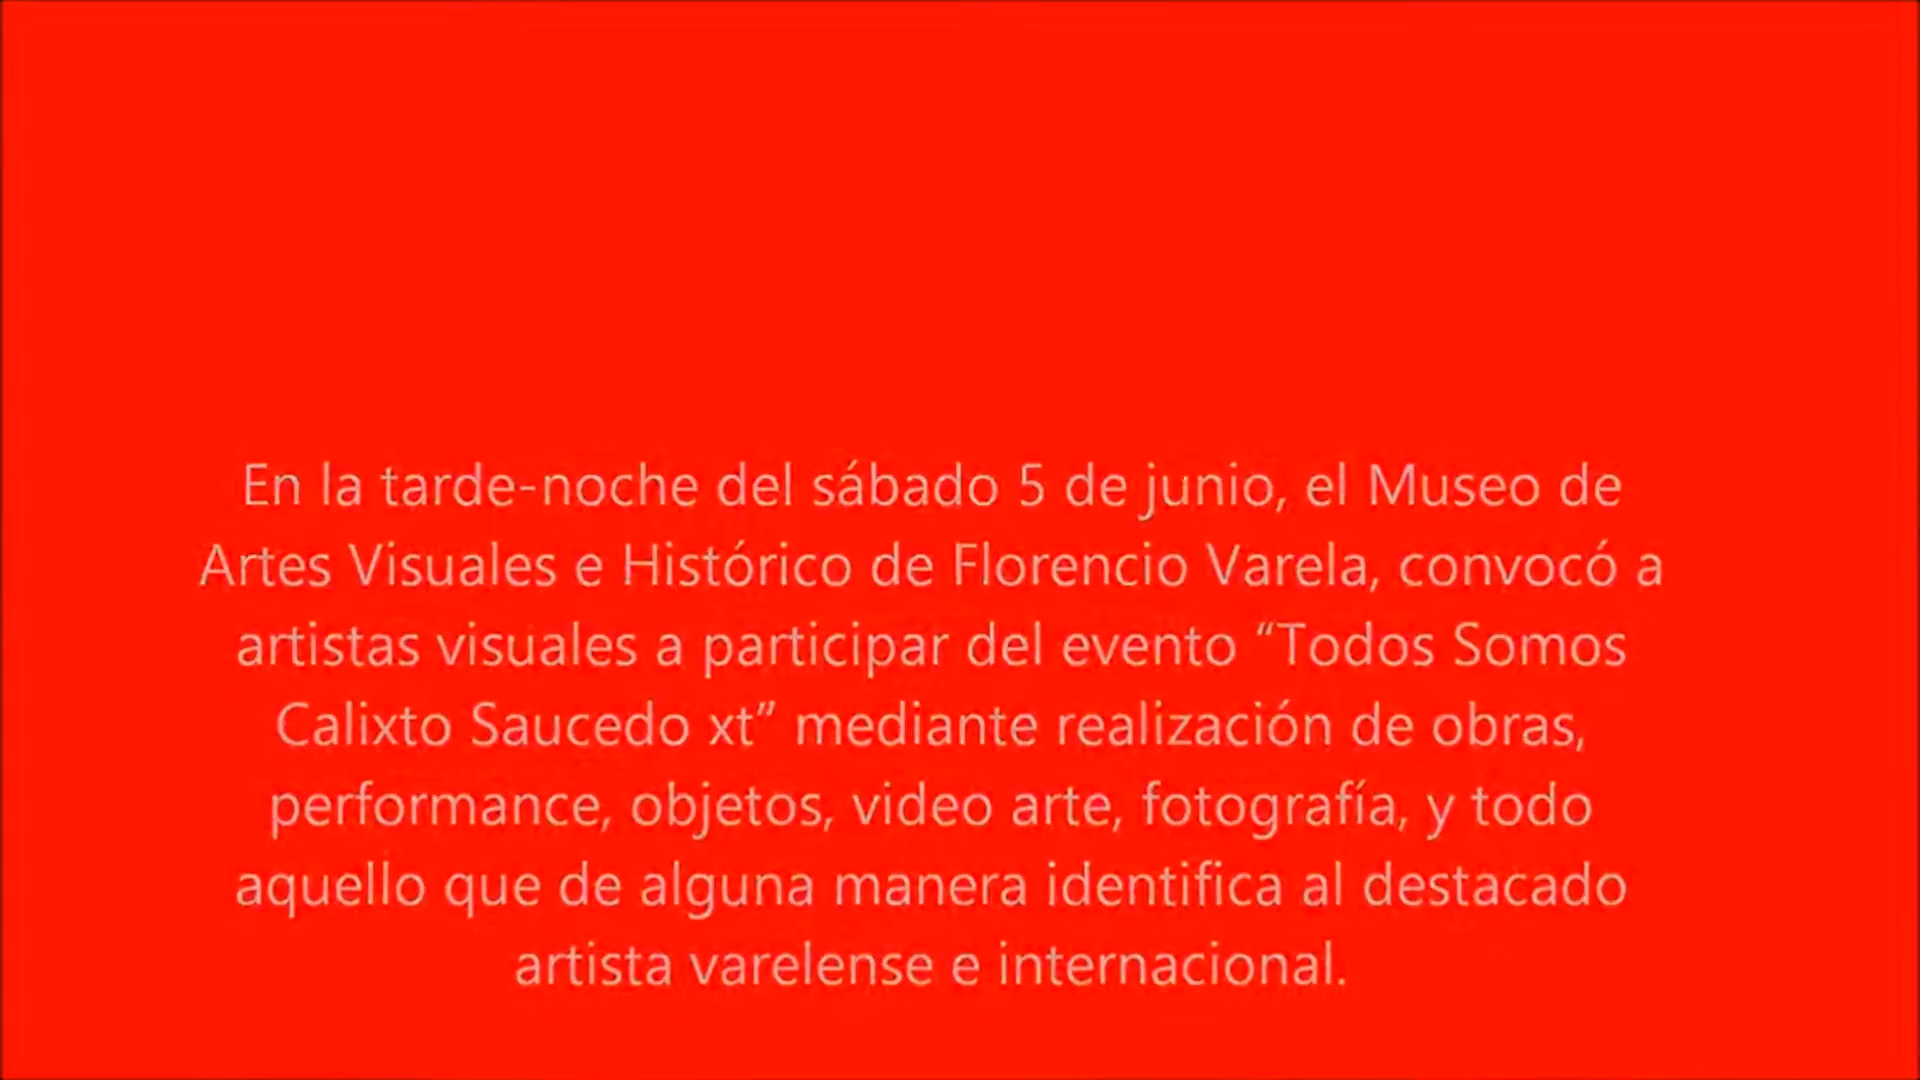 En la tarde-noche del sábado 5 de junio, el Museo de
Artes Visuales e Histórico de Florencio Varela, convocó a
artistas visuales a participar del evento “Todos Somos
Calixto Saucedo xt” mediante realización de obras,
performance, objetos, video arte, fotografía, y todo
aquello que de alguna manera identifica al destacado
artista varelense e internacional.